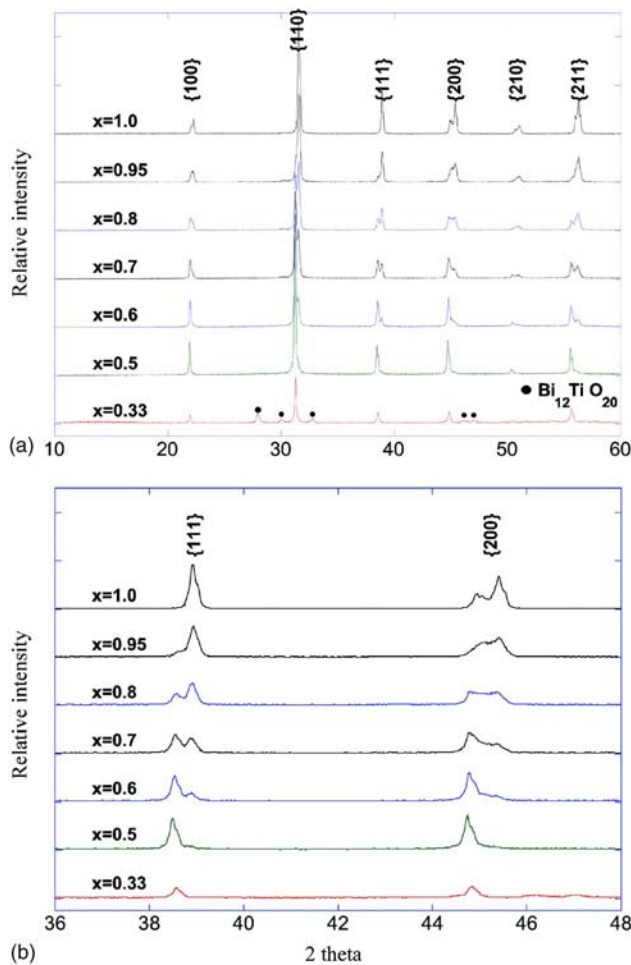 {100}
{110}
{111}
{200}
{210}
{211}
x=1.0
x=0.95
x=0.8
x=0.7
x=0.6
x=0.5
x=0.33
Relative intensity
● Bi12Ti O20
10 20 30 40 50 60
(a)
{111}
{200}
x=1.0
x=0.95
x=0.8
x=0.7
x=0.6
x=0.5
x=0.33
Relative intensity
36 38 40 42 44 46 48
(b)
2 theta